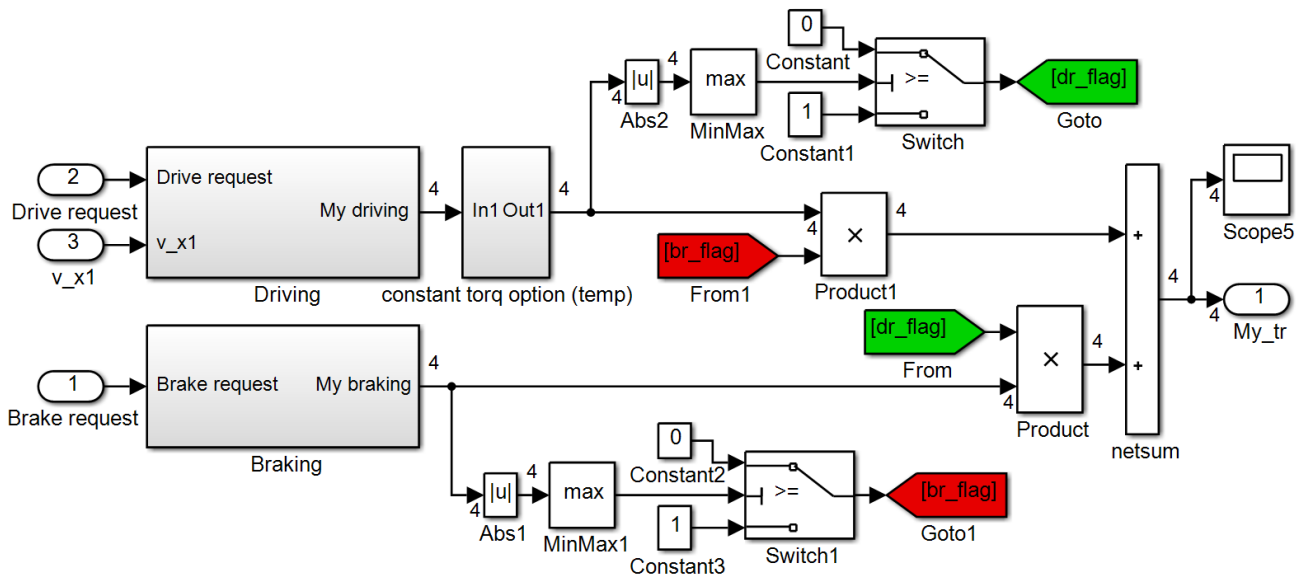 0
Constant
4
|u|
4
Abs2
max
MinMax
>=
Switch
1
Constant1
[dr_flag]
Goto
2
Drive request
3
v_x1
Drive request
v_x1
My driving
Driving
4
In1 Out1
constant torq option (temp)
4
[br_flag]
From1
4
×
Product1
4
+
+
netsum
4
4
Scope5
4
1
My_tr
[dr_flag]
From
4
×
Product
4
1
Brake request
Brake request
My braking
Braking
4
4
|u|
4
Abs1
max
MinMax1
0
Constant2
1
Constant3
>=
Switch1
[br_flag]
Goto1